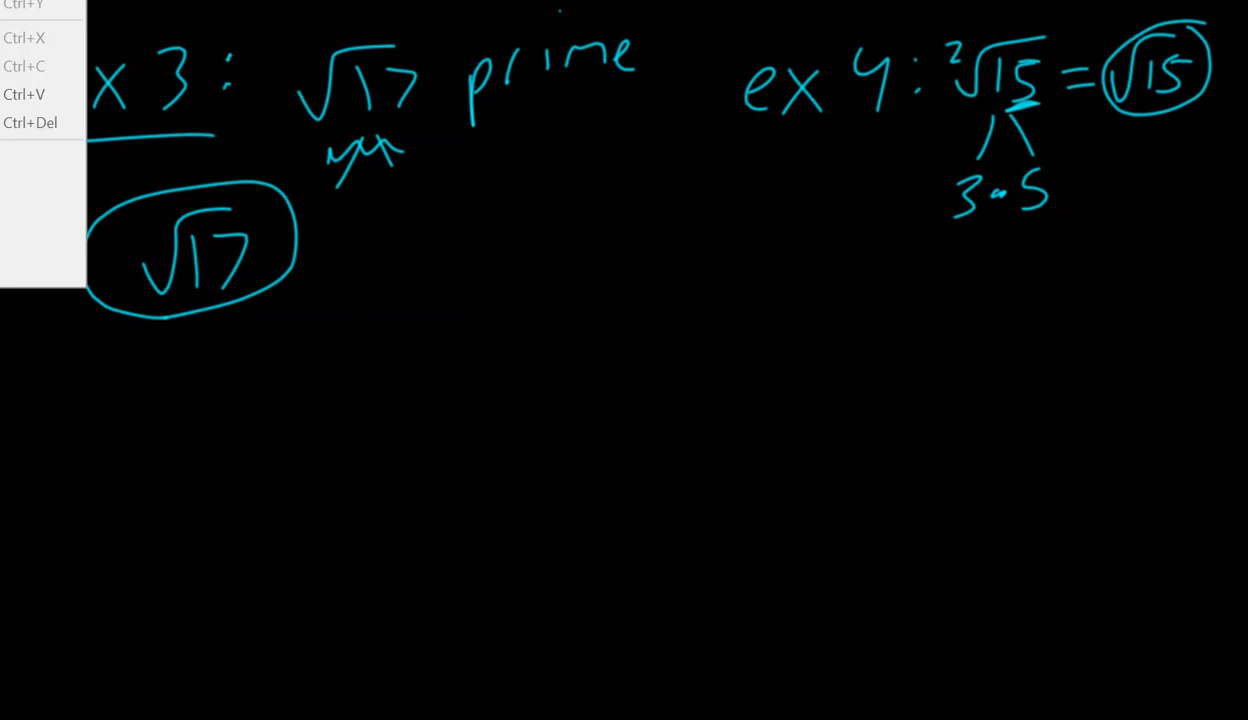 Ctrl+Y
Ctrl+X
Ctrl+C
Ctrl+V
Ctrl+Del
x 3: √17 prime
√17
ex 4: ²√15 = √15
3 · 5